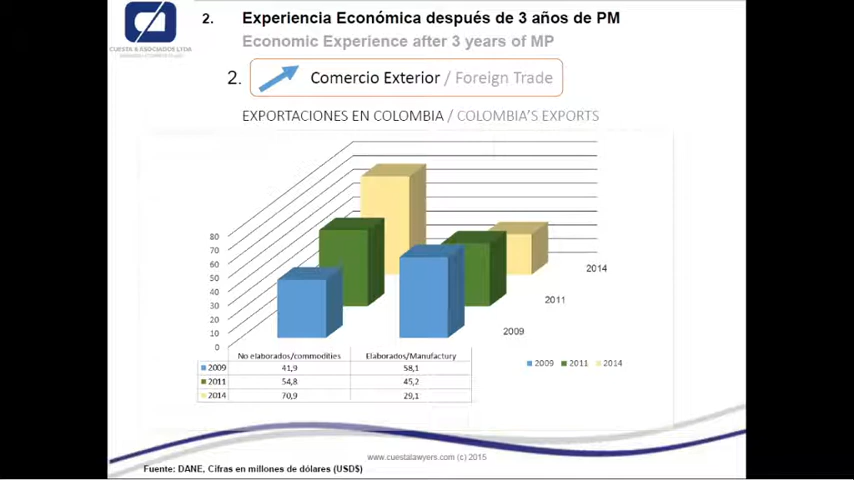 CUESTA & ASOCIADOS LTDA
2. Experiencia Económica después de 3 años de PM
Economic Experience after 3 years of MP
2. Comercio Exterior / Foreign Trade
EXPORTACIONES EN COLOMBIA / COLOMBIA'S EXPORTS
80
70
60
50
40
30
20
10
0
2014
2011
2009
No elaborados/commodities Elaborados/Manufactury
2009 41,9 58,1
2011 54,8 45,2
2014 70,9 29,1
2009 2011 2014
www.cuestalawyers.com (c) 2015
Fuente: DANE, Cifras en millones de dólares (USD$)